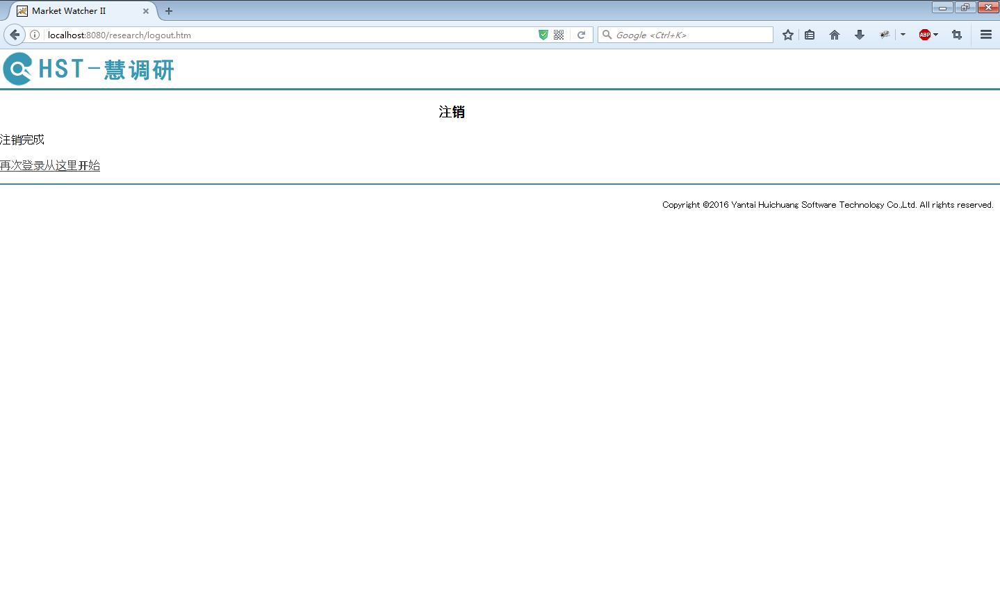 Market Watcher II
localhost:8080/research/logout.htm
Google <Ctrl+K>
ABP
HST-慧调研
注销
注销完成
再次登录从这里开始
Copyright ©2016 Yantai Huichuang Software Technology Co.,Ltd. All rights reserved.